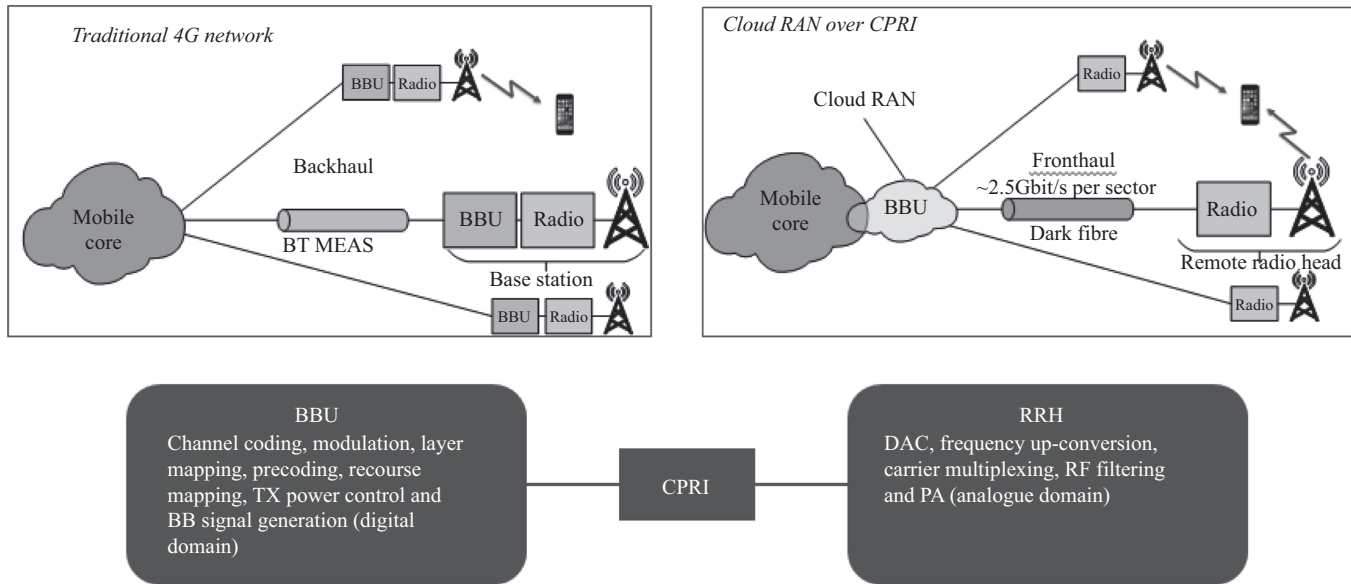 Traditional 4G network
BBU
Radio
Backhaul
Mobile
core
BT MEAS
BBU
Radio
Base station
BBU
Radio
Cloud RAN over CPRI
Radio
Cloud RAN
Fronthaul
~2.5Gbit/s per sector
Mobile
core
BBU
Radio
Dark fibre
Remote radio head
Radio
BBU
Channel coding, modulation, layer
mapping, precoding, recourse
mapping, TX power control and
BB signal generation (digital
domain)
CPRI
RRH
DAC, frequency up-conversion,
carrier multiplexing, RF filtering
and PA (analogue domain)